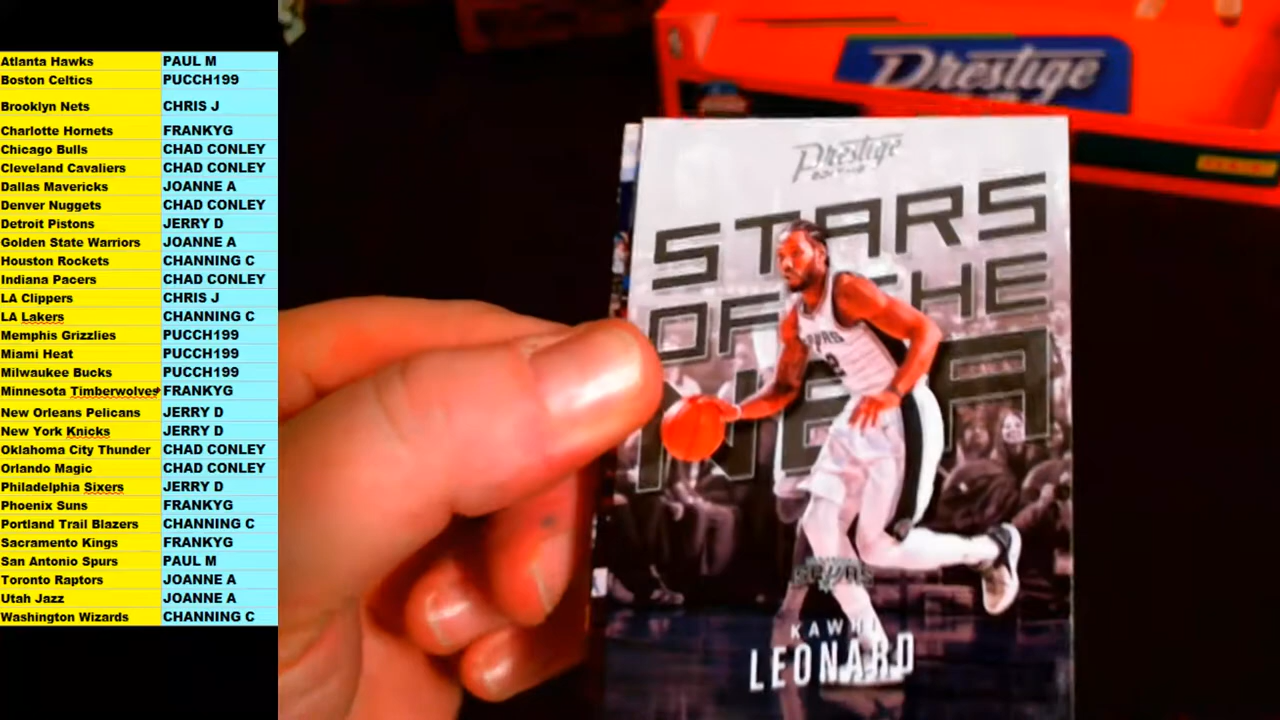 Atlanta Hawks PAUL M
Boston Celtics PUCCH199
Brooklyn Nets CHRIS J
Charlotte Hornets FRANKYG
Chicago Bulls CHAD CONLEY
Cleveland Cavaliers CHAD CONLEY
Dallas Mavericks JOANNE A
Denver Nuggets CHAD CONLEY
Detroit Pistons JERRY D
Golden State Warriors JOANNE A
Houston Rockets CHANNING C
Indiana Pacers CHAD CONLEY
LA Clippers CHRIS J
LA Lakers CHANNING C
Memphis Grizzlies PUCCH199
Miami Heat PUCCH199
Milwaukee Bucks PUCCH199
Minnesota Timberwolves FRANKYG
New Orleans Pelicans JERRY D
New York Knicks JERRY D
Oklahoma City Thunder CHAD CONLEY
Orlando Magic CHAD CONLEY
Philadelphia Sixers JERRY D
Phoenix Suns FRANKYG
Portland Trail Blazers CHANNING C
Sacramento Kings FRANKYG
San Antonio Spurs PAUL M
Toronto Raptors JOANNE A
Utah Jazz JOANNE A
Washington Wizards CHANNING C
Prestige
Prestige
STARS
OF THE
NBA
SPURS
KAWHI
LEONARD